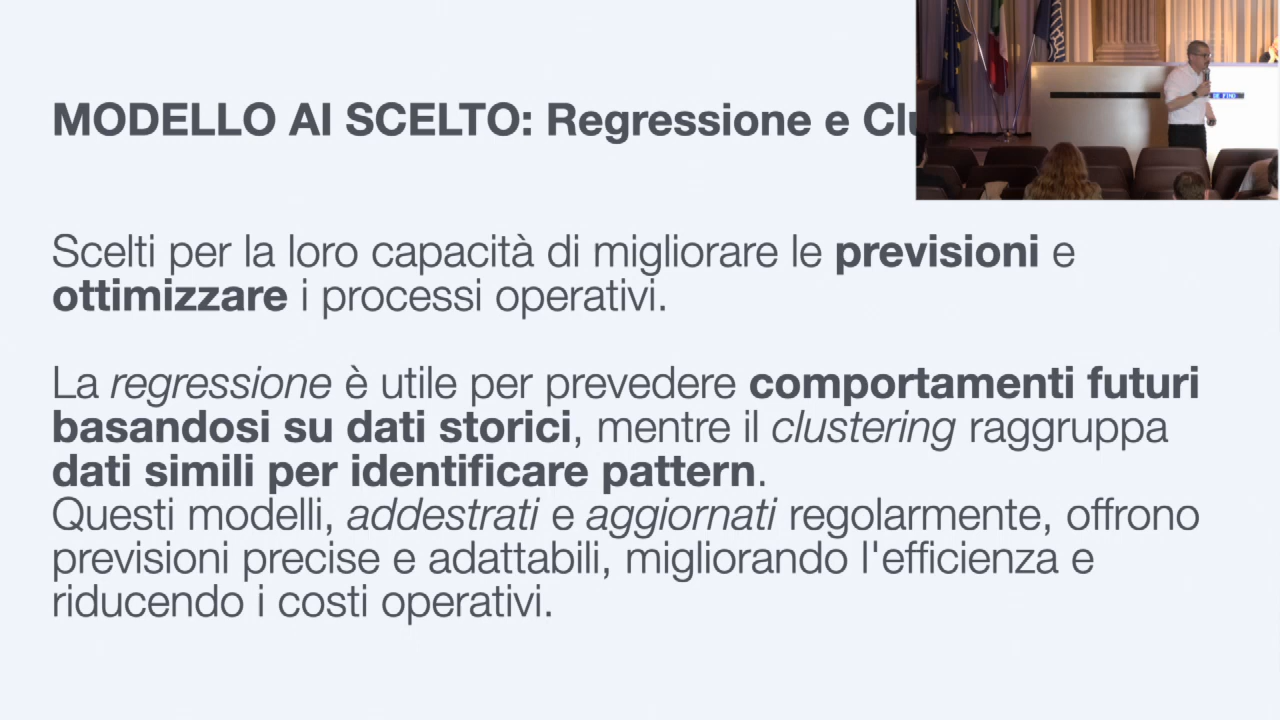 MODELLO AI SCELTO: Regressione e Clu
Scelti per la loro capacità di migliorare le previsioni e
ottimizzare i processi operativi.
La regressione è utile per prevedere comportamenti futuri
basandosi su dati storici, mentre il clustering raggruppa
dati simili per identificare pattern.
Questi modelli, addestrati e aggiornati regolarmente, offrono
previsioni precise e adattabili, migliorando l'efficienza e
riducendo i costi operativi.